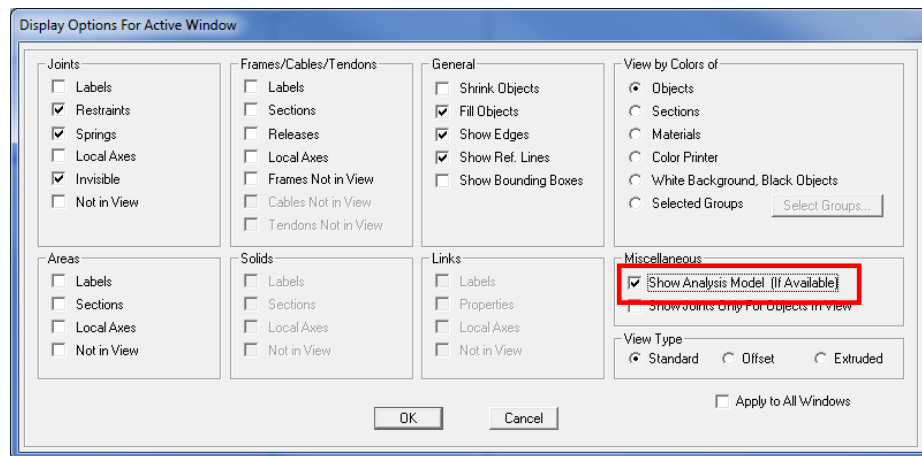 Display Options For Active Window
Joints
Labels
Restraints
Springs
Local Axes
Invisible
Not in View
Frames/Cables/Tendons
Labels
Sections
Releases
Local Axes
Frames Not in View
Cables Not in View
Tendons Not in View
General
Shrink Objects
Fill Objects
Show Edges
Show Ref. Lines
Show Bounding Boxes
View by Colors of
Objects
Sections
Materials
Color Printer
White Background, Black Objects
Selected Groups
Select Groups...
Areas
Labels
Sections
Local Axes
Not in View
Solids
Labels
Sections
Local Axes
Not in View
Links
Labels
Properties
Local Axes
Not in View
Miscellaneous
Show Analysis Model (If Available)
Show Joints Only For Objects In View
View Type
Standard
Offset
Extruded
Apply to All Windows
OK
Cancel